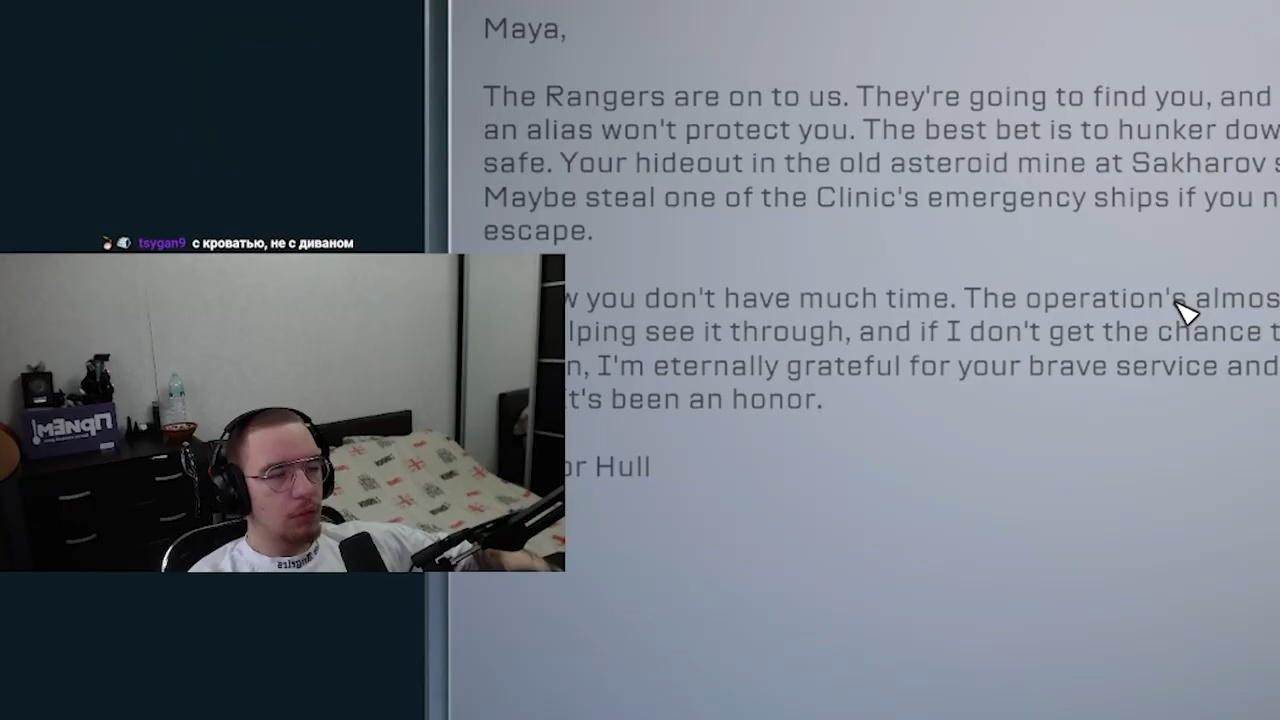 Maya,
The Rangers are on to us. They're going to find you, and
an alias won't protect you. The best bet is to hunker
safe. Your hideout in the old asteroid mine at Sakharov
Maybe steal one of the Clinic's emergency ships if you
escape.
tsygan9 с кроватью, не с диваном
you don't have much time. The operation's
see it through, and if I don't get the chance
I'm eternally grateful for your brave service and
been an honor.
Hull